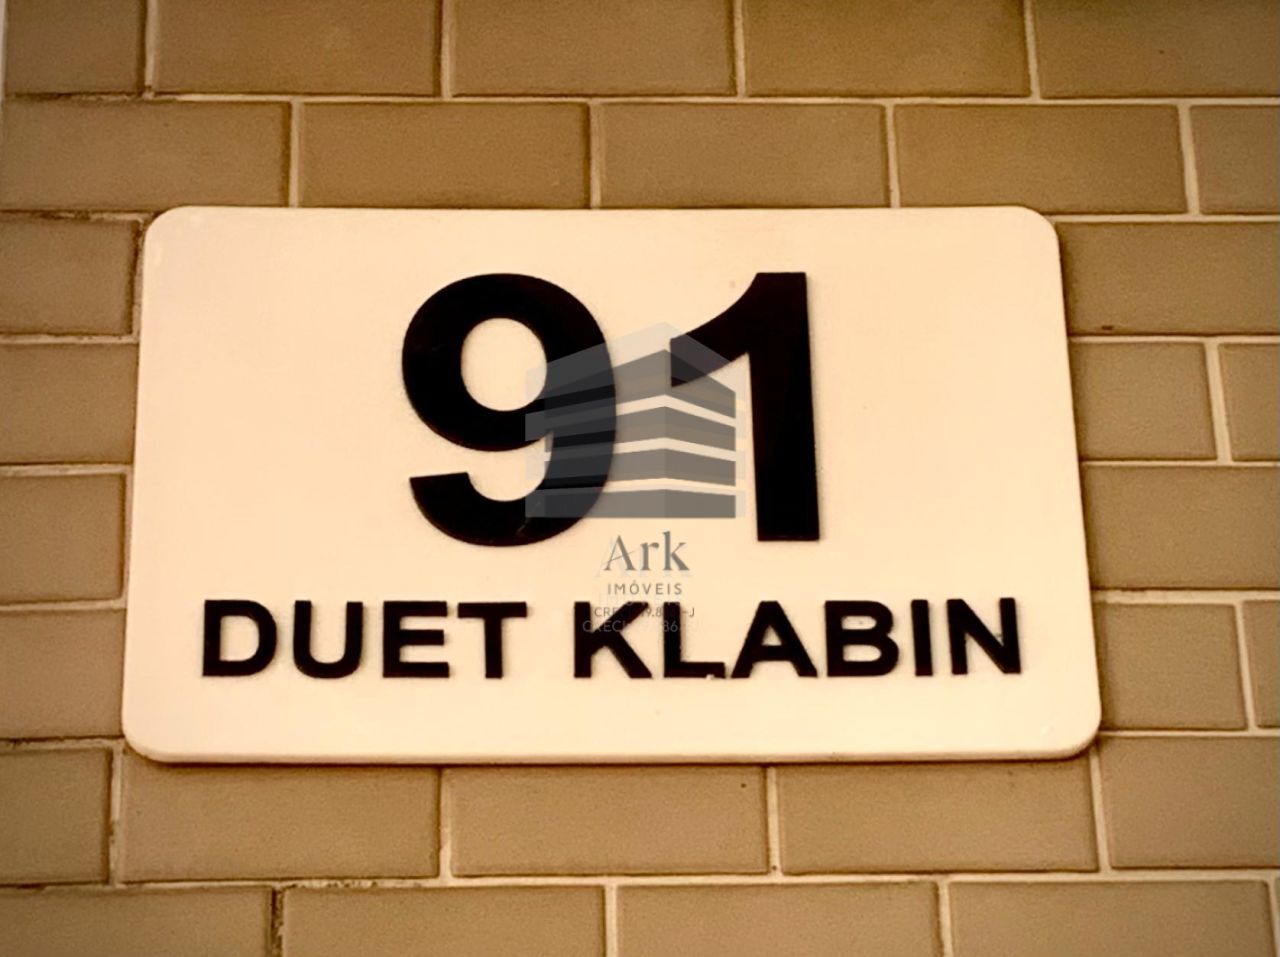 91
Ark
IMÓVEIS
DUET KLABIN